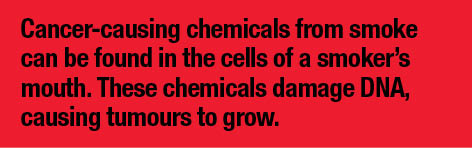 Cancer-causing chemicals from smoke
can be found in the cells of a smoker’s
mouth. These chemicals damage DNA,
causing tumours to grow.